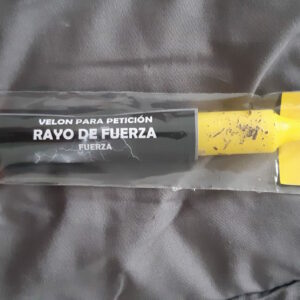 VELON PARA PETICIÓN
RAYO DE FUERZA
FUERZA